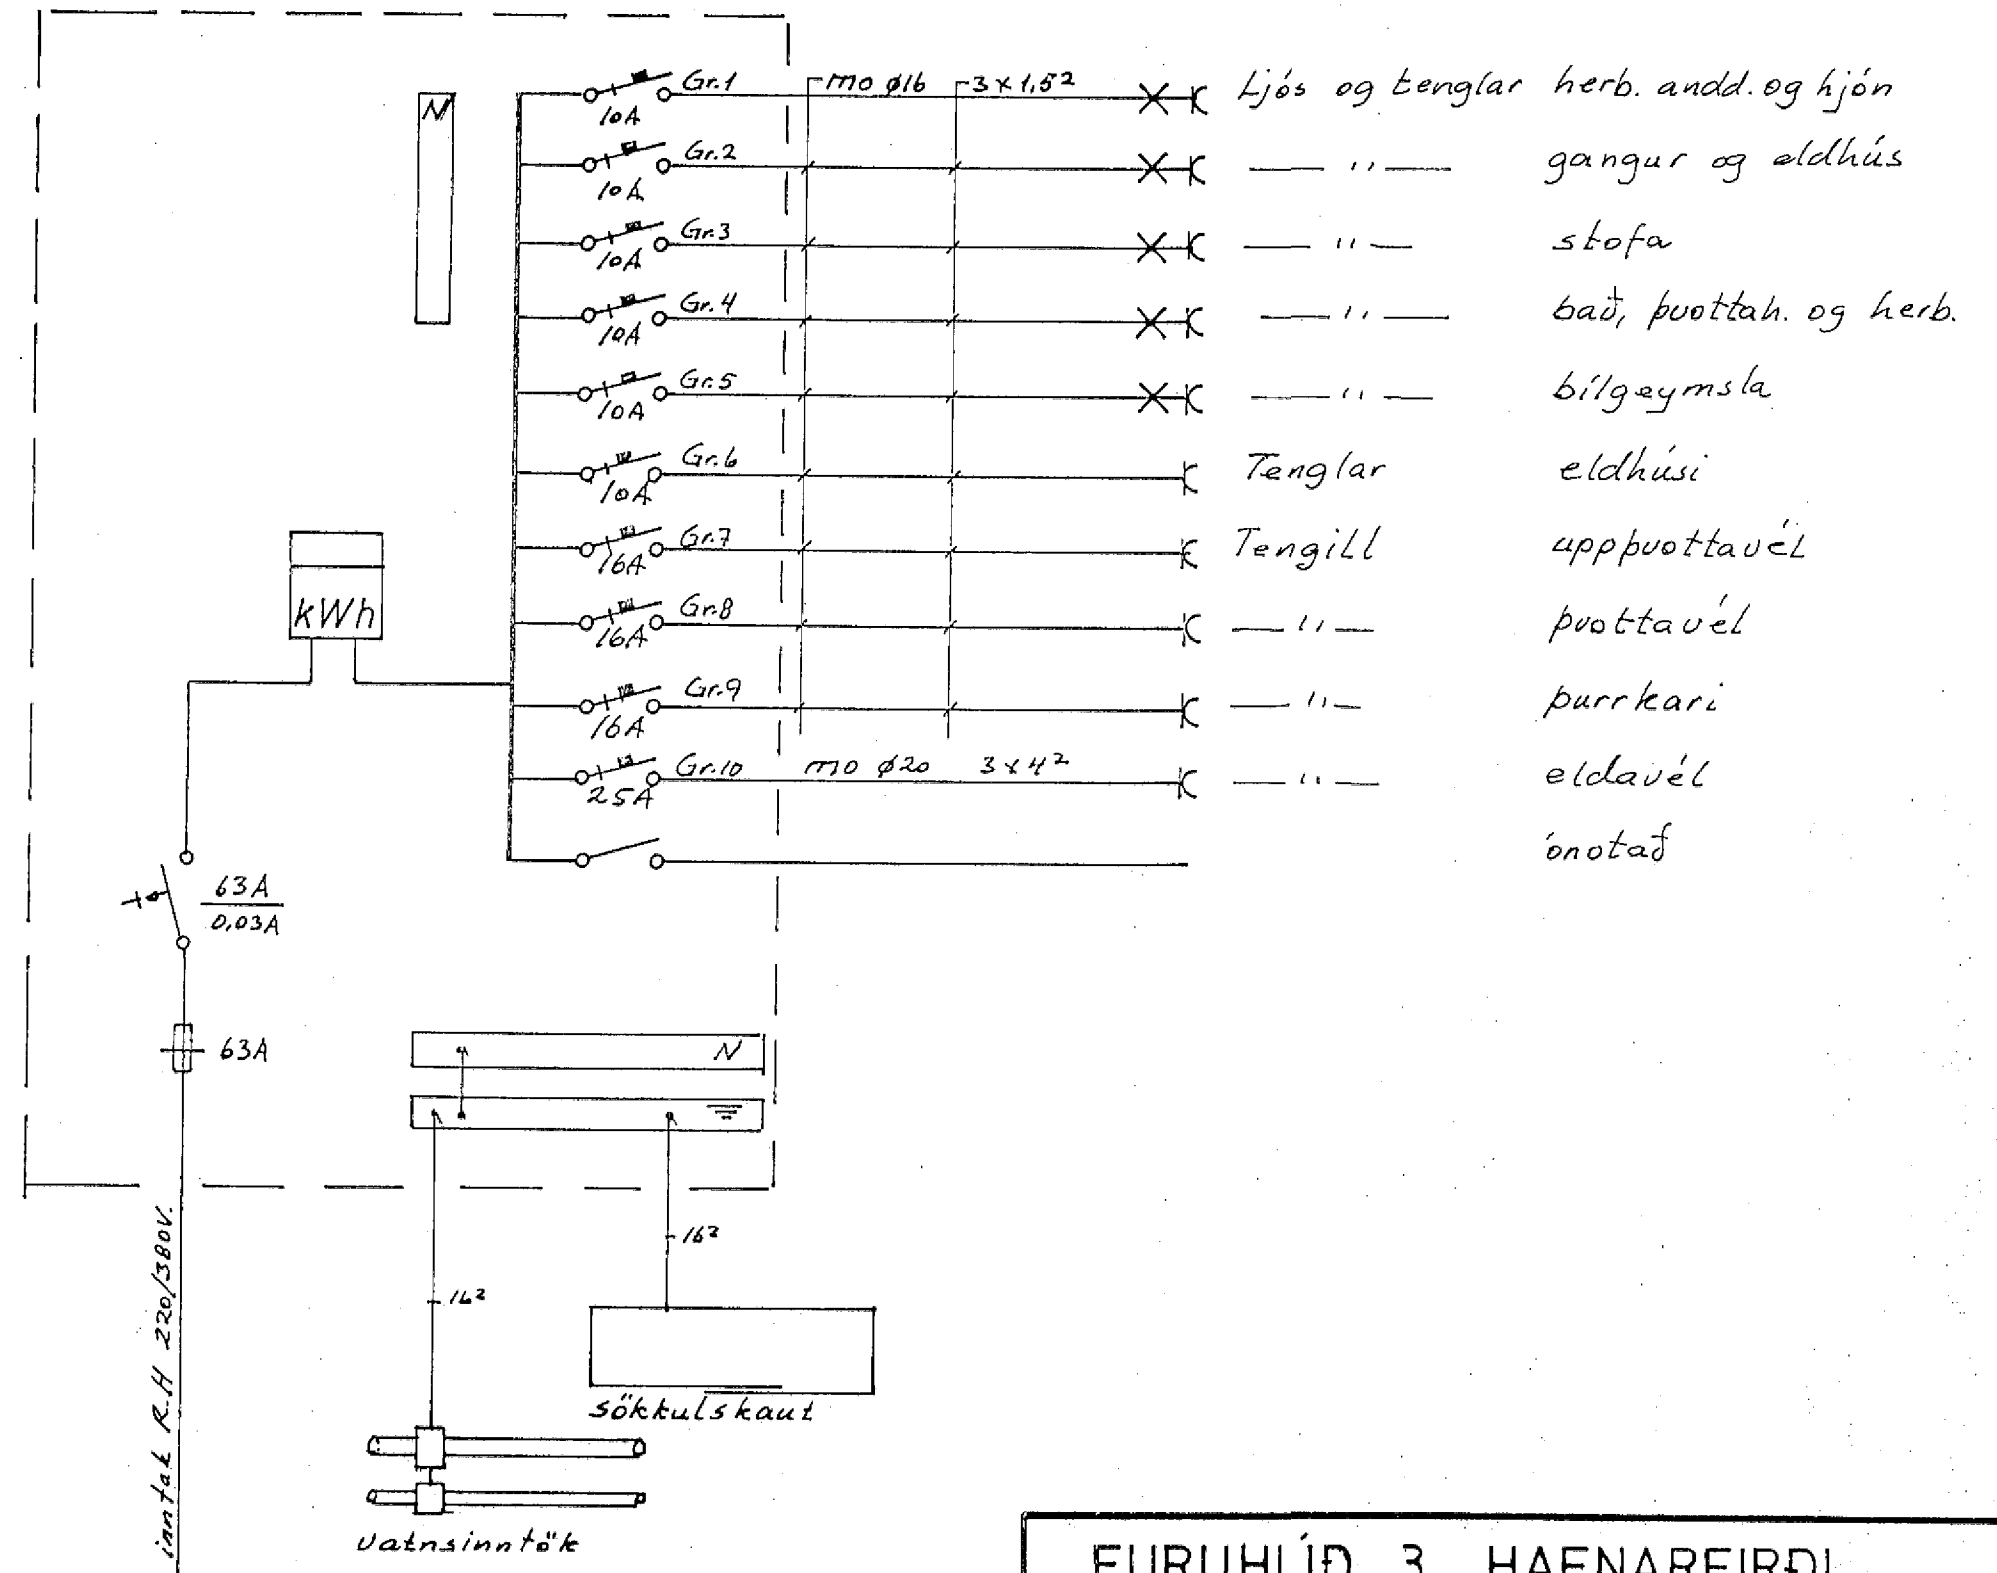 Gr.1 mo ø16 3 x 1,5² Ljós og tenglar herb. andd. og hjón
10A
N
Gr.2 — " — gangur og eldhús
10A
Gr.3 — " — stofa
10A
Gr.4 — " — bað, þvottah. og herb.
10A
Gr.5 — " — bílgeymsla
10A
Gr.6 Tenglar eldhúsi
10A
Gr.7 Tengill uppþvottavél
16A
kWh
Gr.8 — " — þvottavél
16A
Gr.9 — " — þurrkari
16A
Gr.10 mo ø20 3 x 4² — " — eldavél
25A
ónotað
63A
0,03A
63A
N
16²
16²
inntak R.H 220/380V.
sökkulskaut
vatnsinntök
FURUHLÍÐ 3 HAFNARFIRÐI